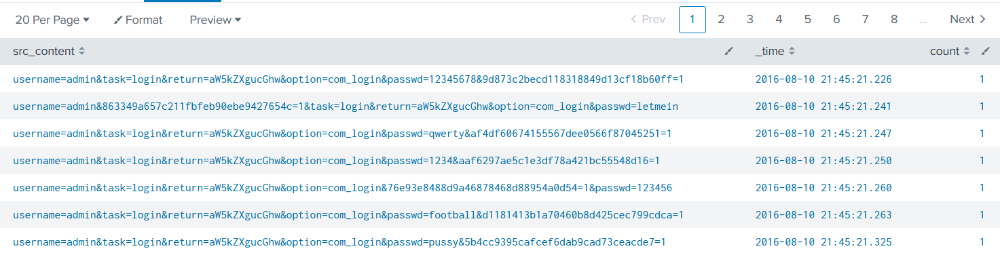 20 Per Page Format Preview Prev 1 2 3 4 5 6 7 8 ... Next
src_content _time count
username=admin&task=login&return=aW5kZXgucGhw&option=com_login&passwd=12345678&9d873c2becd118318849d13cf18b60ff=1 2016-08-10 21:45:21.226 1
username=admin&863349a657c211fbfeb90ebe9427654c=1&task=login&return=aW5kZXgucGhw&option=com_login&passwd=letmein 2016-08-10 21:45:21.241 1
username=admin&task=login&return=aW5kZXgucGhw&option=com_login&passwd=qwerty&af4df60674155567dee0566f87045251=1 2016-08-10 21:45:21.247 1
username=admin&task=login&return=aW5kZXgucGhw&option=com_login&passwd=1234&aaf6297ae5c1e3df78a421bc55548d16=1 2016-08-10 21:45:21.250 1
username=admin&task=login&return=aW5kZXgucGhw&option=com_login&76e93e8488d9a46878468d88954a0d54=1&passwd=123456 2016-08-10 21:45:21.260 1
username=admin&task=login&return=aW5kZXgucGhw&option=com_login&passwd=football&d1181413b1a70460b8d425cec799cdca=1 2016-08-10 21:45:21.263 1
username=admin&task=login&return=aW5kZXgucGhw&option=com_login&passwd=pussy&5b4cc9395cafcef6dab9cad73ceacde7=1 2016-08-10 21:45:21.325 1